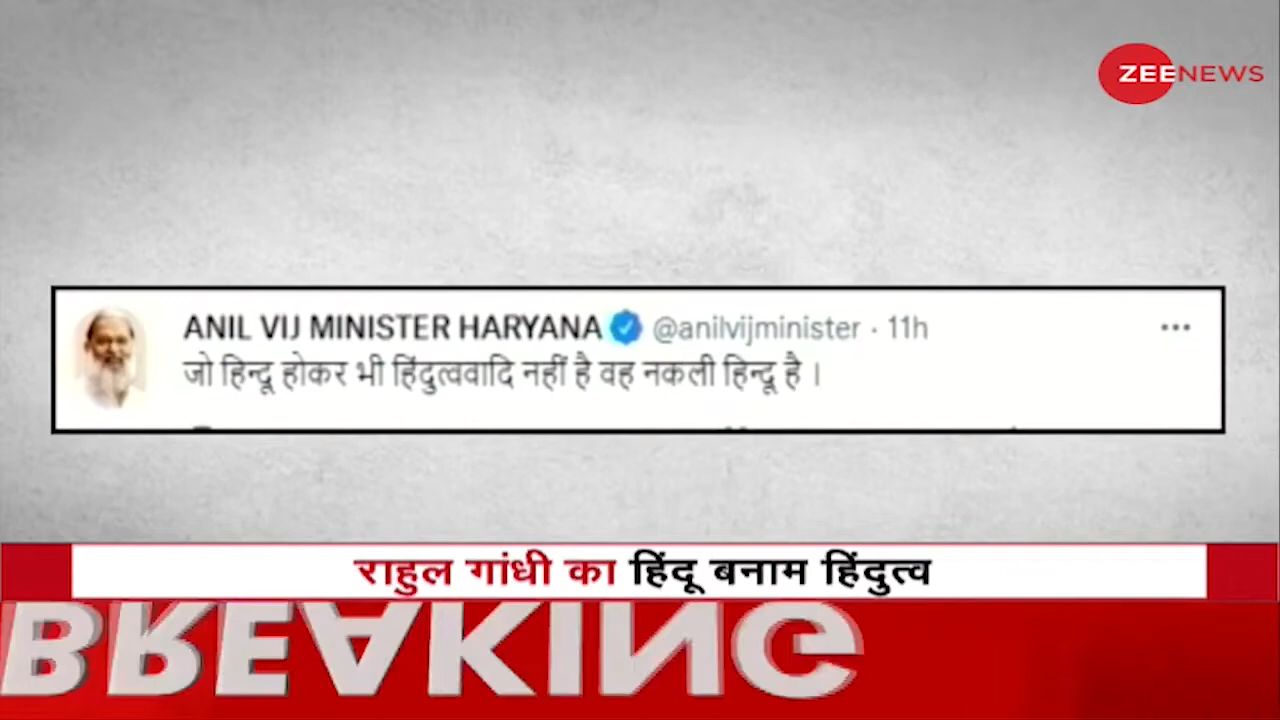 ZEENEWS
ANIL VIJ MINISTER HARYANA @anilvijminister · 11h
जो हिन्दू होकर भी हिंदुत्ववादि नहीं है वह नकली हिन्दू है ।
राहुल गांधी का हिंदू बनाम हिंदुत्व
BREAKING